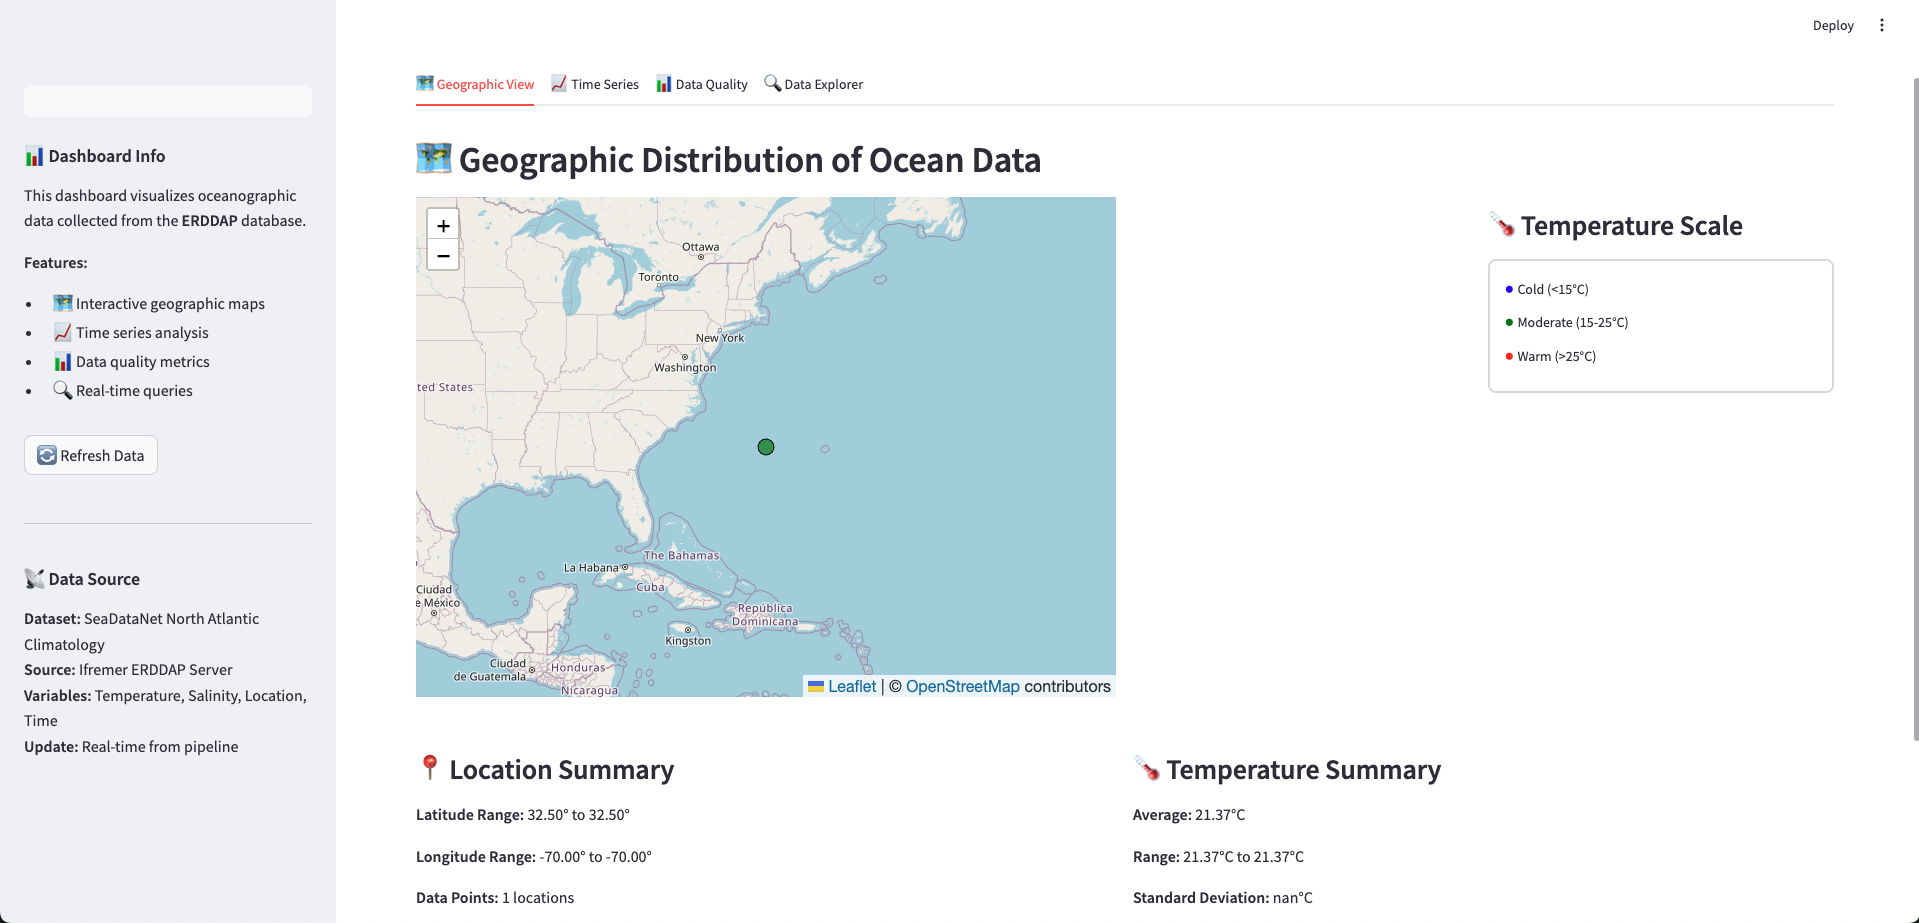 Deploy
Geographic View
Time Series
Data Quality
Data Explorer
Dashboard Info
This dashboard visualizes oceanographic
data collected from the ERDDAP database.
Features:
• Interactive geographic maps
• Time series analysis
• Data quality metrics
• Real-time queries
Refresh Data
Data Source
Dataset: SeaDataNet North Atlantic
Climatology
Source: Ifremer ERDDAP Server
Variables: Temperature, Salinity, Location,
Time
Update: Real-time from pipeline
Geographic Distribution of Ocean Data
+
−
Ottawa
Toronto
New York
Washington
ted States
The Bahamas
La Habana
Cuba
Ciudad
e México
República
Dominicana
Kingston
Ciudad
de Guatemala
Honduras
Nicaragua
Leaflet | © OpenStreetMap contributors
Temperature Scale
Cold (<15°C)
Moderate (15-25°C)
Warm (>25°C)
Location Summary
Latitude Range: 32.50° to 32.50°
Longitude Range: -70.00° to -70.00°
Data Points: 1 locations
Temperature Summary
Average: 21.37°C
Range: 21.37°C to 21.37°C
Standard Deviation: nan°C